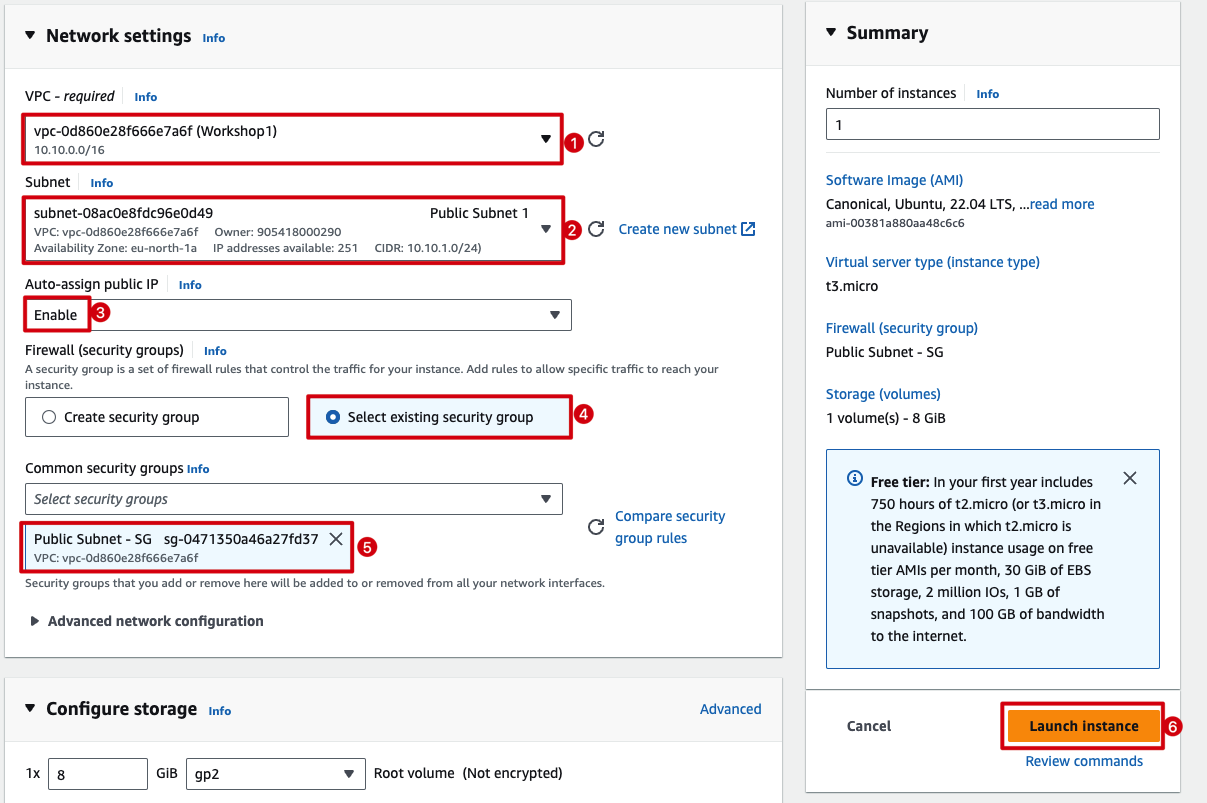 Network settings Info
VPC - required Info
vpc-0d860e28f666e7a6f (Workshop1)
10.10.0.0/16
1
Subnet Info
subnet-08ac0e8fdc96e0d49 Public Subnet 1
VPC: vpc-0d860e28f666e7a6f Owner: 905418000290
Availability Zone: eu-north-1a IP addresses available: 251 CIDR: 10.10.1.0/24)
2
Create new subnet
Auto-assign public IP Info
Enable
3
Firewall (security groups) Info
A security group is a set of firewall rules that control the traffic for your instance. Add rules to allow specific traffic to reach your
instance.
Create security group
Select existing security group
4
Common security groups Info
Select security groups
Public Subnet - SG sg-0471350a46a27fd37
VPC: vpc-0d860e28f666e7a6f
5
Compare security
group rules
Security groups that you add or remove here will be added to or removed from all your network interfaces.
Advanced network configuration
Configure storage Info
Advanced
1x 8 GiB gp2 Root volume (Not encrypted)
Summary
Number of instances Info
1
Software Image (AMI)
Canonical, Ubuntu, 22.04 LTS, ...read more
ami-00381a880aa48c6c6
Virtual server type (instance type)
t3.micro
Firewall (security group)
Public Subnet - SG
Storage (volumes)
1 volume(s) - 8 GiB
Free tier: In your first year includes
750 hours of t2.micro (or t3.micro in
the Regions in which t2.micro is
unavailable) instance usage on free
tier AMIs per month, 30 GiB of EBS
storage, 2 million IOs, 1 GB of
snapshots, and 100 GB of bandwidth
to the internet.
Cancel
Launch instance
6
Review commands